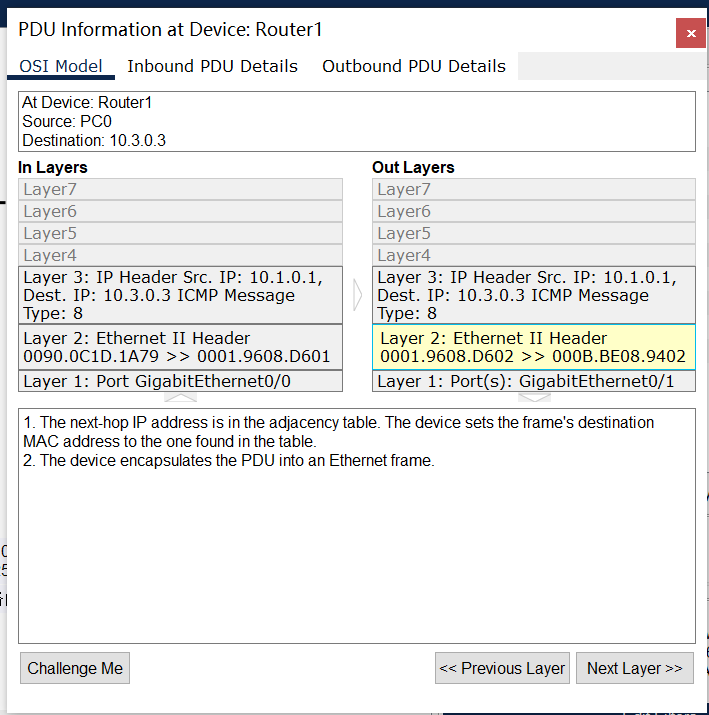 PDU Information at Device: Router1
×
OSI Model Inbound PDU Details Outbound PDU Details
At Device: Router1
Source: PC0
Destination: 10.3.0.3
In Layers
Layer7
Layer6
Layer5
Layer4
Layer 3: IP Header Src. IP: 10.1.0.1,
Dest. IP: 10.3.0.3 ICMP Message
Type: 8
Layer 2: Ethernet II Header
0090.0C1D.1A79 >> 0001.9608.D601
Layer 1: Port GigabitEthernet0/0
Out Layers
Layer7
Layer6
Layer5
Layer4
Layer 3: IP Header Src. IP: 10.1.0.1,
Dest. IP: 10.3.0.3 ICMP Message
Type: 8
Layer 2: Ethernet II Header
0001.9608.D602 >> 000B.BE08.9402
Layer 1: Port(s): GigabitEthernet0/1
1. The next-hop IP address is in the adjacency table. The device sets the frame's destination
MAC address to the one found in the table.
2. The device encapsulates the PDU into an Ethernet frame.
Challenge Me
<< Previous Layer
Next Layer >>